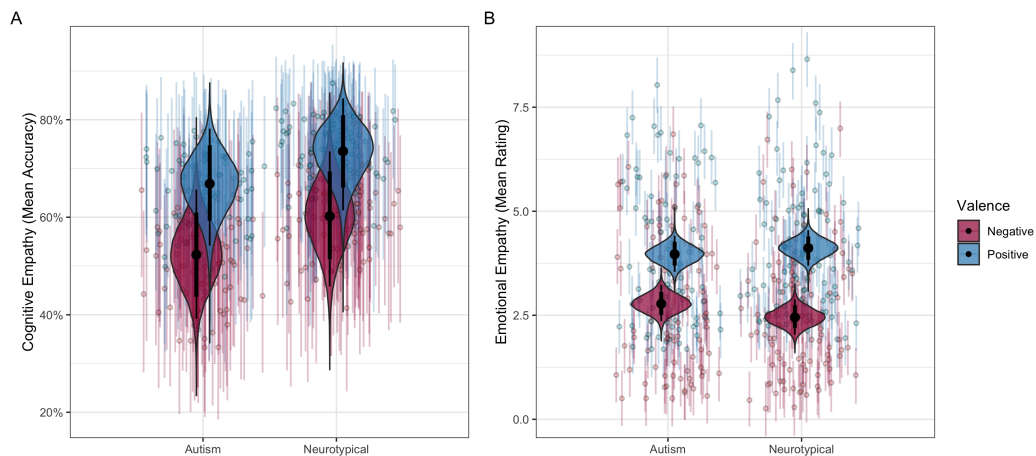 A
Cognitive Empathy (Mean Accuracy)
80%
60%
40%
20%
Autism
Neurotypical
B
Emotional Empathy (Mean Rating)
7.5
5.0
2.5
0.0
Autism
Neurotypical
Valence
Negative
Positive